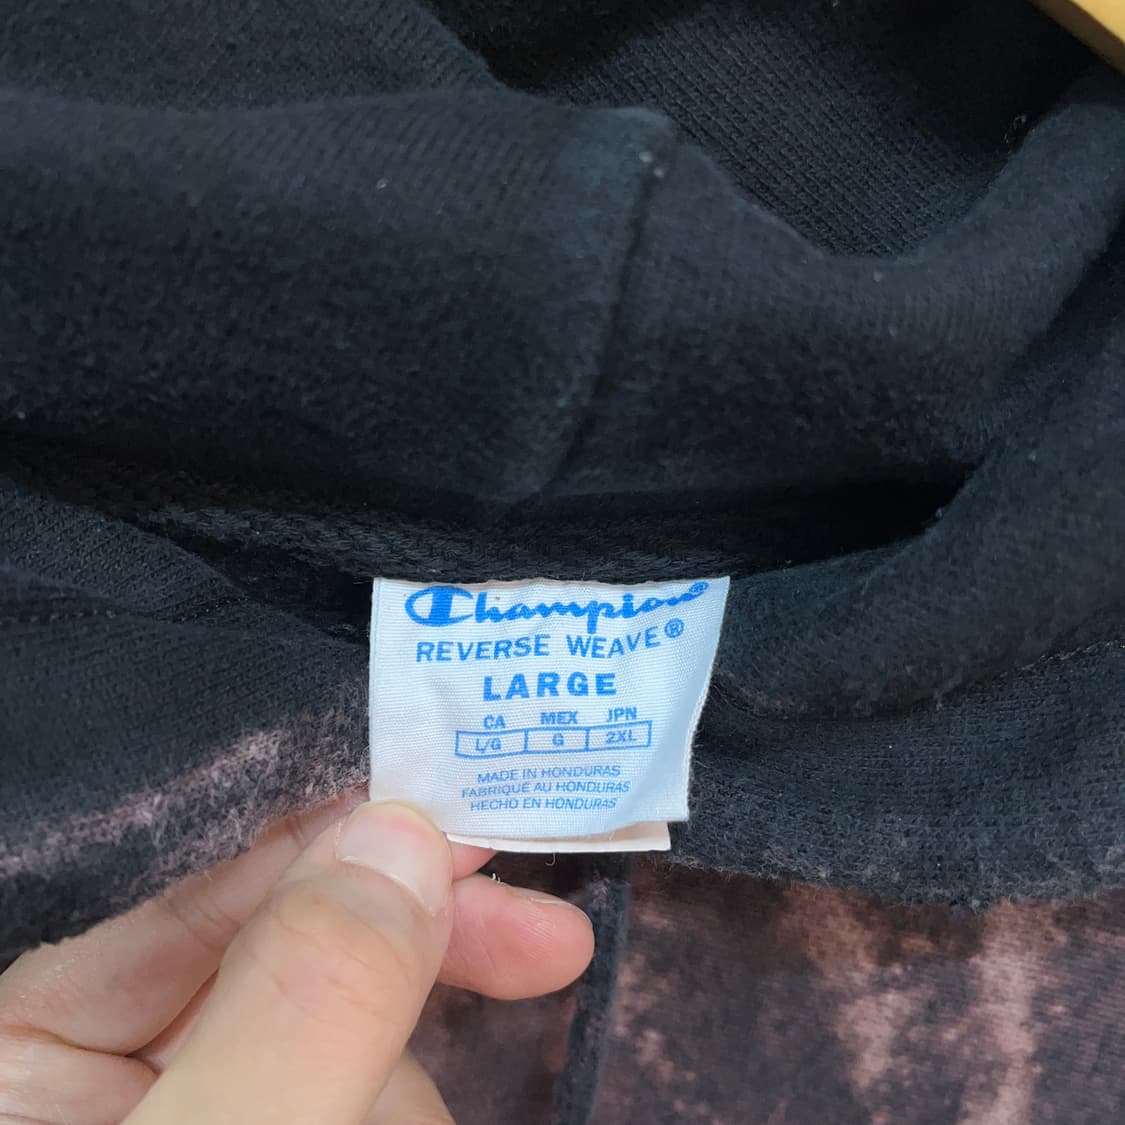 Champion®
REVERSE WEAVE®
LARGE
CA MEX JPN
L/G G 2XL
MADE IN HONDURAS
FABRIQUÉ AU HONDURAS
HECHO EN HONDURAS